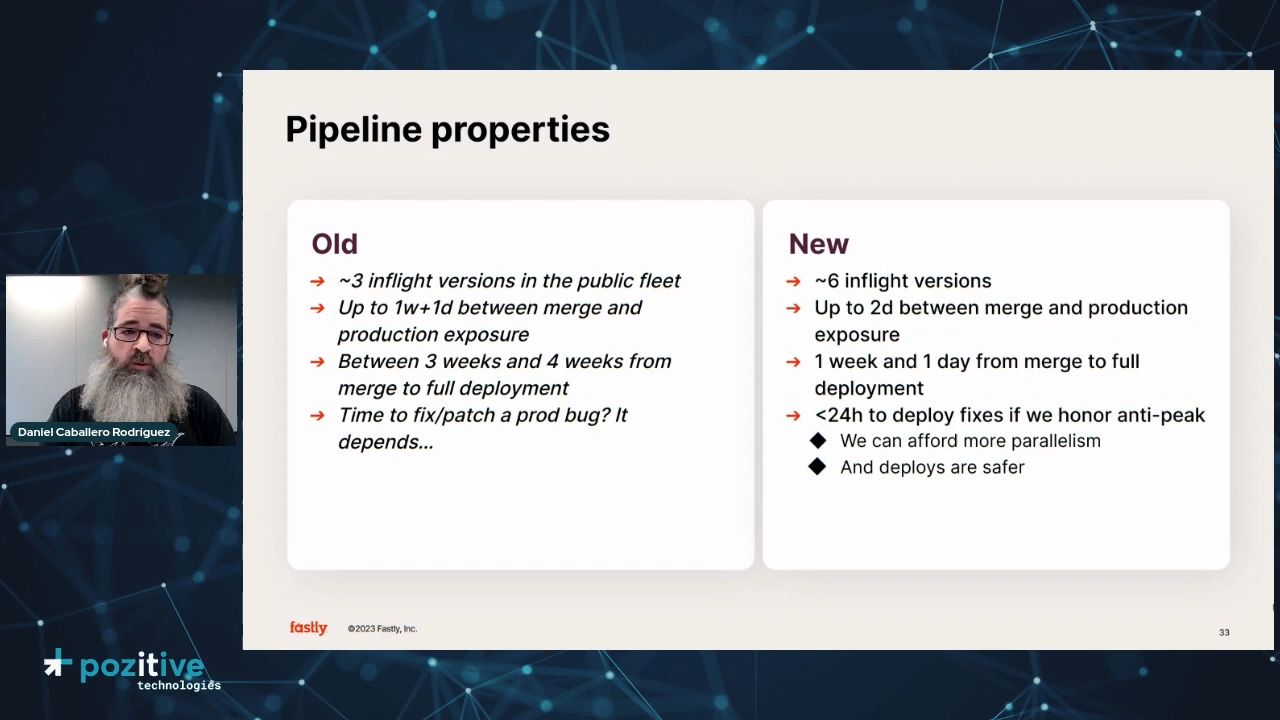 Pipeline properties
Old
→ ~3 inflight versions in the public fleet
→ Up to 1w+1d between merge and
production exposure
→ Between 3 weeks and 4 weeks from
merge to full deployment
→ Time to fix/patch a prod bug? It
depends...
New
→ ~6 inflight versions
→ Up to 2d between merge and production
exposure
→ 1 week and 1 day from merge to full
deployment
→ <24h to deploy fixes if we honor anti-peak
◆ We can afford more parallelism
◆ And deploys are safer
fastly
©2023 Fastly, Inc.
33
Daniel Caballero Rodríguez
pozitive
technologies